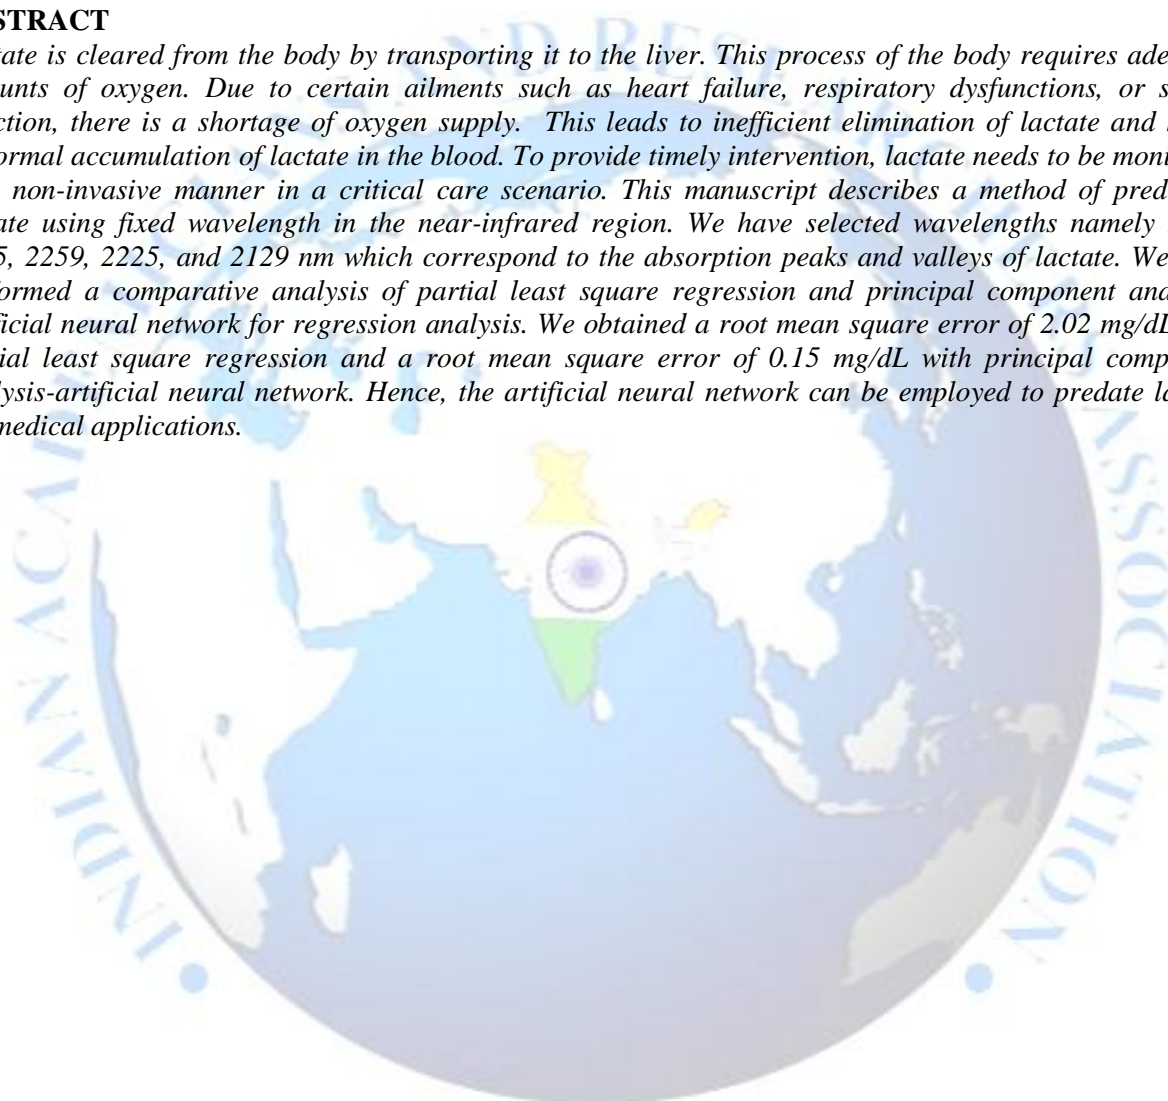 STRACT
tate is cleared from the body by transporting it to the liver. This process of the body requires ade
unts of oxygen. Due to certain ailments such as heart failure, respiratory dysfunctions, or s
ction, there is a shortage of oxygen supply. This leads to inefficient elimination of lactate and
ormal accumulation of lactate in the blood. To provide timely intervention, lactate needs to be moni
non-invasive manner in a critical care scenario. This manuscript describes a method of pred
ate using fixed wavelength in the near-infrared region. We have selected wavelengths namely
5, 2259, 2225, and 2129 nm which correspond to the absorption peaks and valleys of lactate. We
formed a comparative analysis of partial least square regression and principal component and
ficial neural network for regression analysis. We obtained a root mean square error of 2.02 mg/dL
ial least square regression and a root mean square error of 0.15 mg/dL with principal comp
lysis-artificial neural network. Hence, the artificial neural network can be employed to predate la
medical applications.
INDIAN ACADEMICIANS AND RESEARCHERS ASSOCIATION